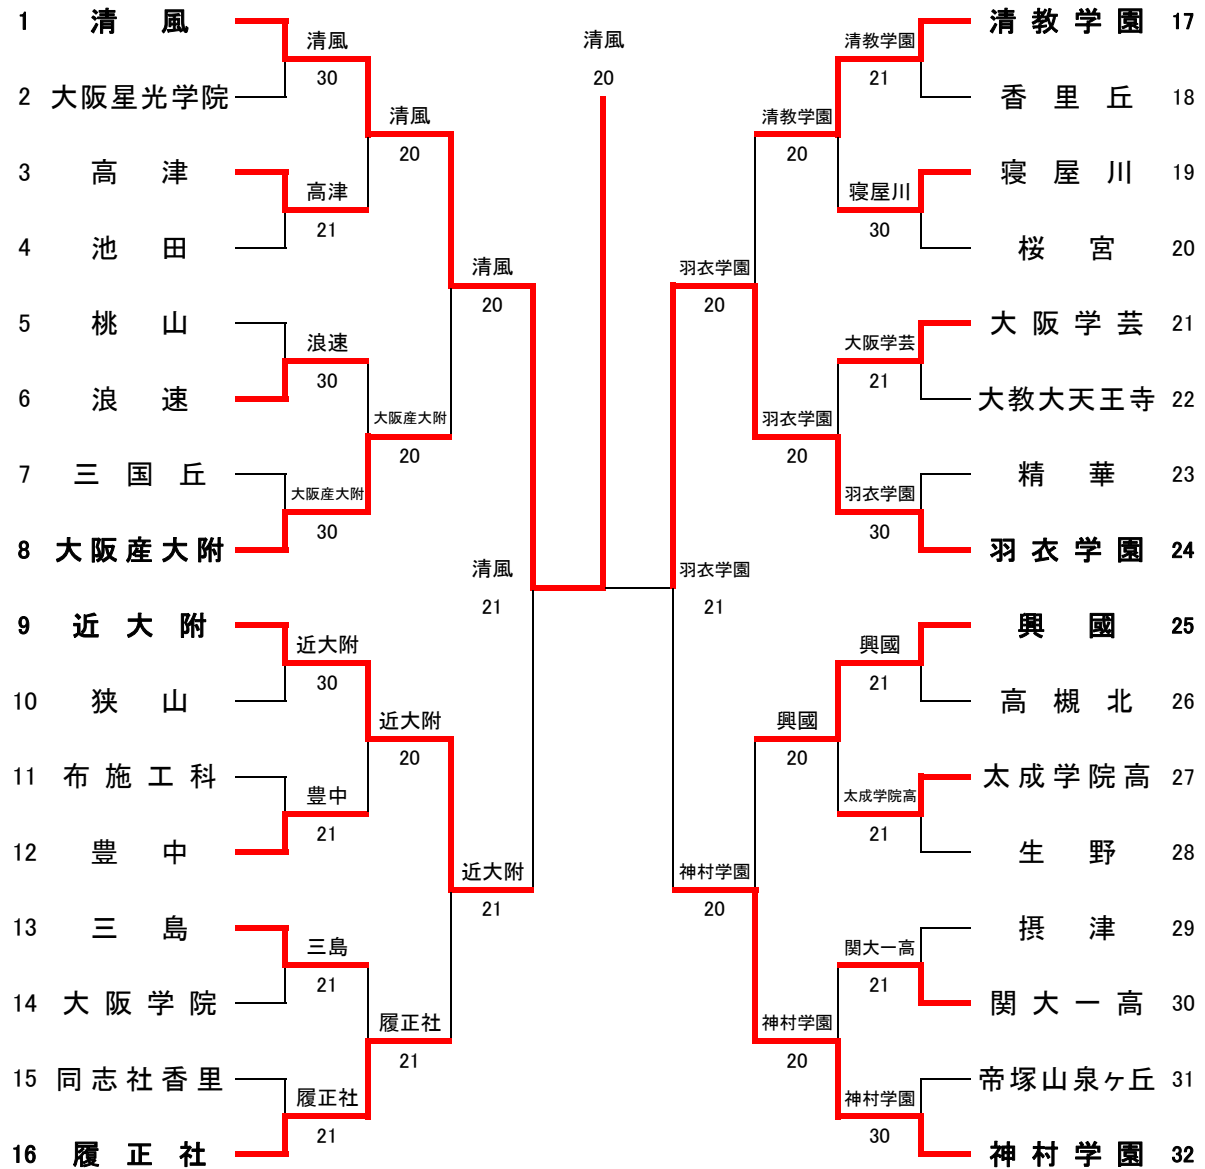 1 清風
2 大阪星光学院
3 高津
4 池田
5 桃山
6 浪速
7 三国丘
8 大阪産大附
9 近大附
10 狭山
11 布施工科
12 豊中
13 三島
14 大阪学院
15 同志社香里
16 履正社
清風
30
高津
21
浪速
30
大阪産大附
30
近大附
30
豊中
21
三島
21
履正社
21
清風
20
大阪産大附
20
近大附
20
履正社
21
清風
20
近大附
21
清風
21
清風
20
羽衣学園
21
羽衣学園
20
神村学園
20
清教学園
20
羽衣学園
20
興國
20
神村学園
20
清教学園
21
寝屋川
30
大阪学芸
21
羽衣学園
30
興國
21
太成学院高
21
関大一高
21
神村学園
30
清教学園 17
香里丘 18
寝屋川 19
桜宮 20
大阪学芸 21
大教大天王寺 22
精華 23
羽衣学園 24
興國 25
高槻北 26
太成学院高 27
生野 28
摂津 29
関大一高 30
帝塚山泉ヶ丘 31
神村学園 32